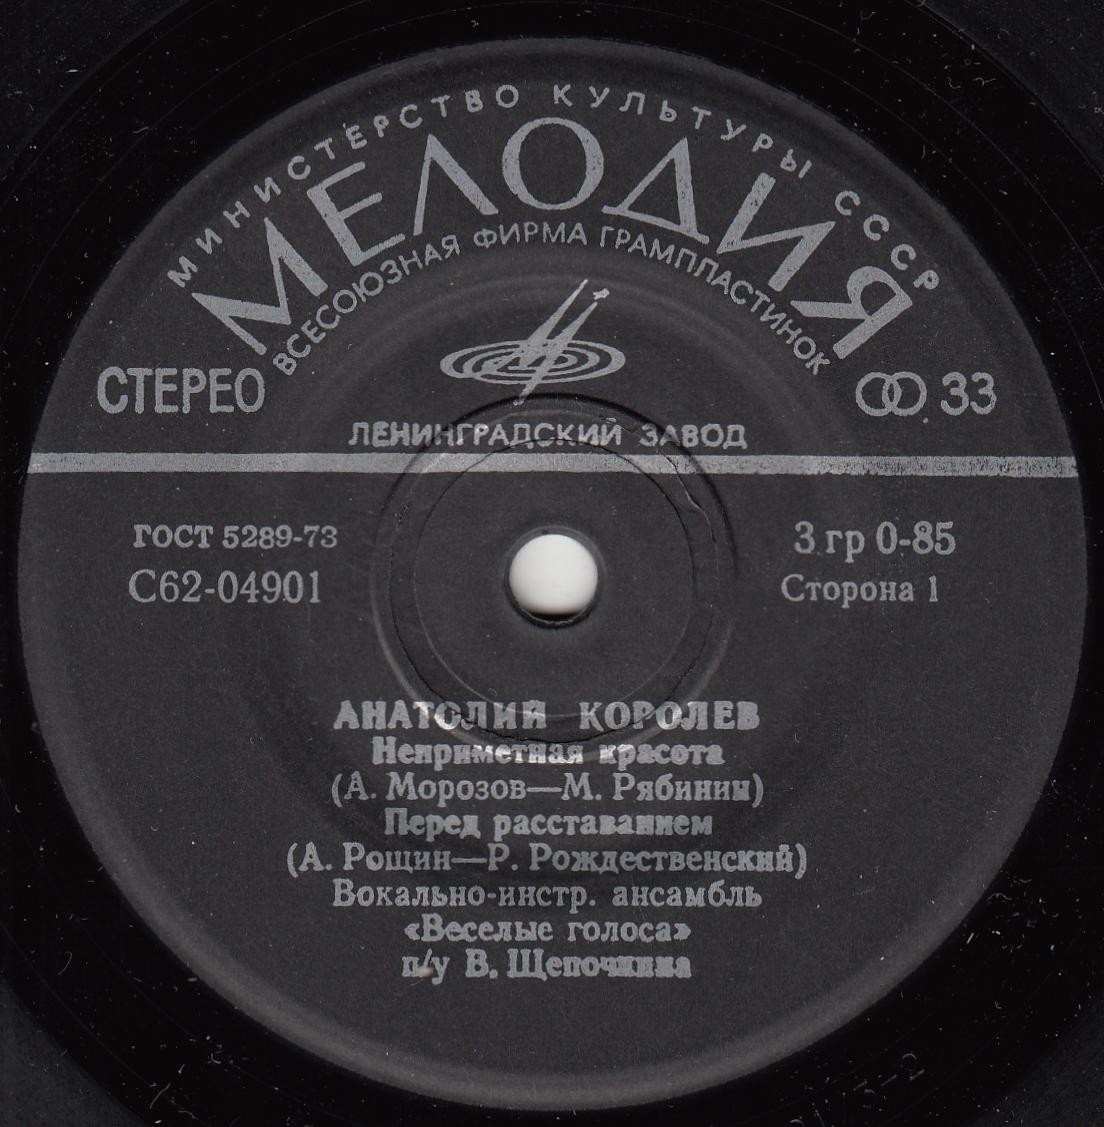 МИНИСТЕРСТВО КУЛЬТУРЫ СССР
МЕЛОДИЯ
ВСЕСОЮЗНАЯ ФИРМА ГРАМПЛАСТИНОК
СТЕРЕО
33
ЛЕНИНГРАДСКИЙ ЗАВОД
ГОСТ 5289-73
3 гр 0-85
С62-04901
Сторона 1
АНАТОЛИЙ КОРОЛЕВ
Неприметная красота
(А. Морозов—М. Рябинин)
Перед расставанием
(А. Рощин—Р. Рождественский)
Вокально-инстр. ансамбль
«Веселые голоса»
п/у В. Щепочкина